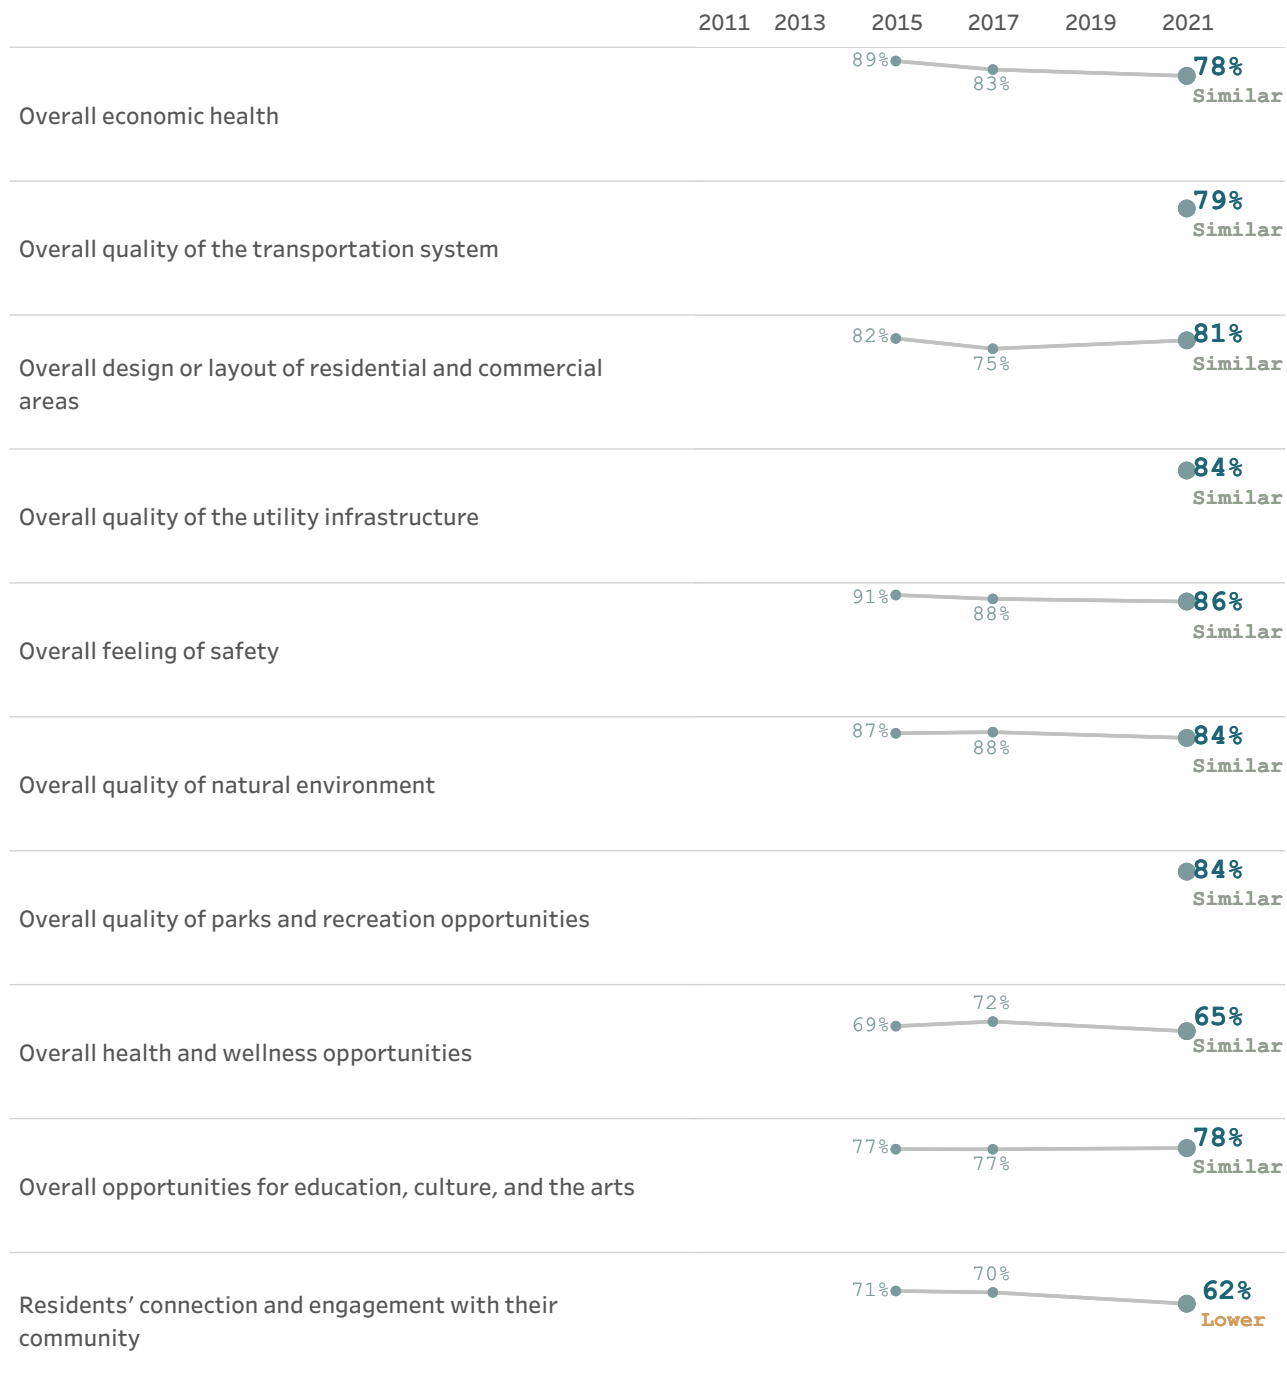 2011 2013 2015 2017 2019 2021
89% 83% 78%
Similar
Overall economic health
79%
Similar
Overall quality of the transportation system
82% 75% 81%
Similar
Overall design or layout of residential and commercial
areas
84%
Similar
Overall quality of the utility infrastructure
91% 88% 86%
Similar
Overall feeling of safety
87% 88% 84%
Similar
Overall quality of natural environment
84%
Similar
Overall quality of parks and recreation opportunities
69% 72% 65%
Similar
Overall health and wellness opportunities
77% 77% 78%
Similar
Overall opportunities for education, culture, and the arts
71% 70% 62%
Lower
Residents’ connection and engagement with their
community